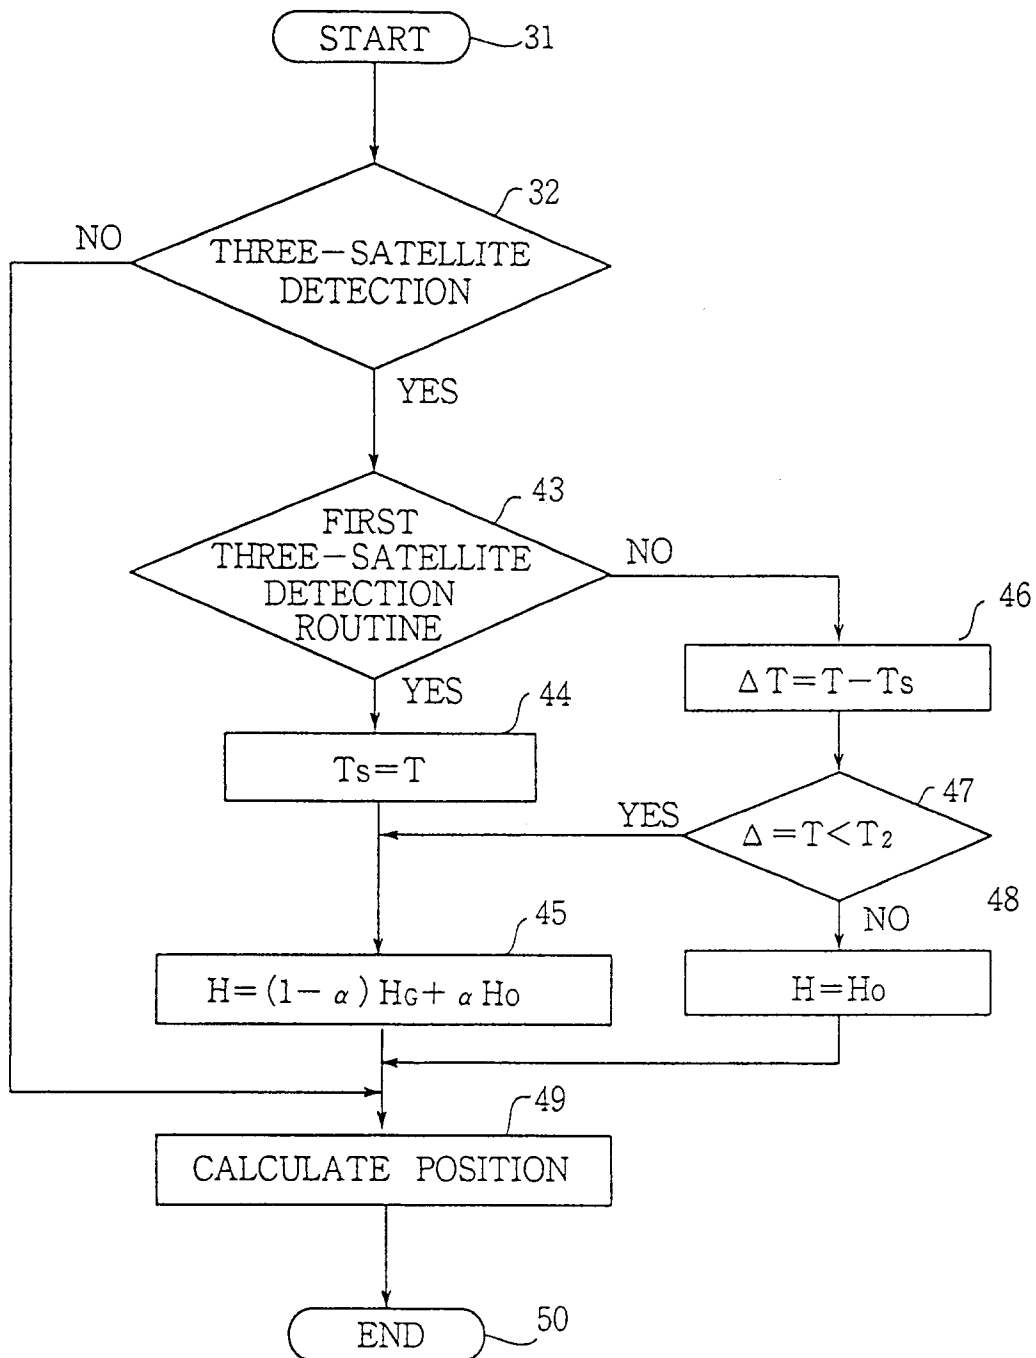 START
31
32
NO
THREE-SATELLITE
DETECTION
YES
43
FIRST
THREE-SATELLITE
DETECTION
ROUTINE
NO
46
ΔT=T-Ts
YES
44
Ts=T
47
YES
Δ=T<T₂
48
NO
45
H=(1-α)HG+αHo
H=Ho
49
CALCULATE POSITION
50
END